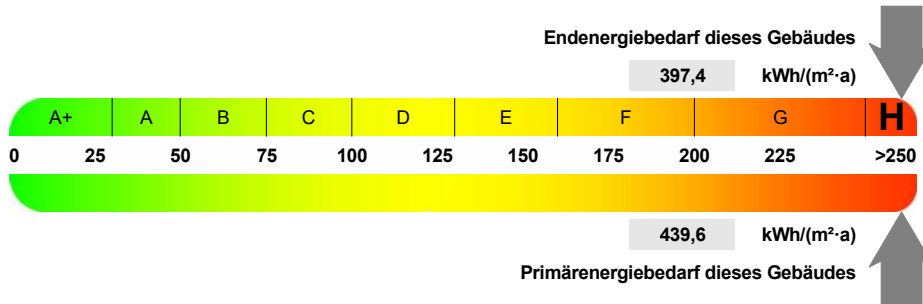 Endenergiebedarf dieses Gebäudes
397,4 kWh/(m²·a)
A+ A B C D E F G H
0 25 50 75 100 125 150 175 200 225 >250
439,6 kWh/(m²·a)
Primärenergiebedarf dieses Gebäudes